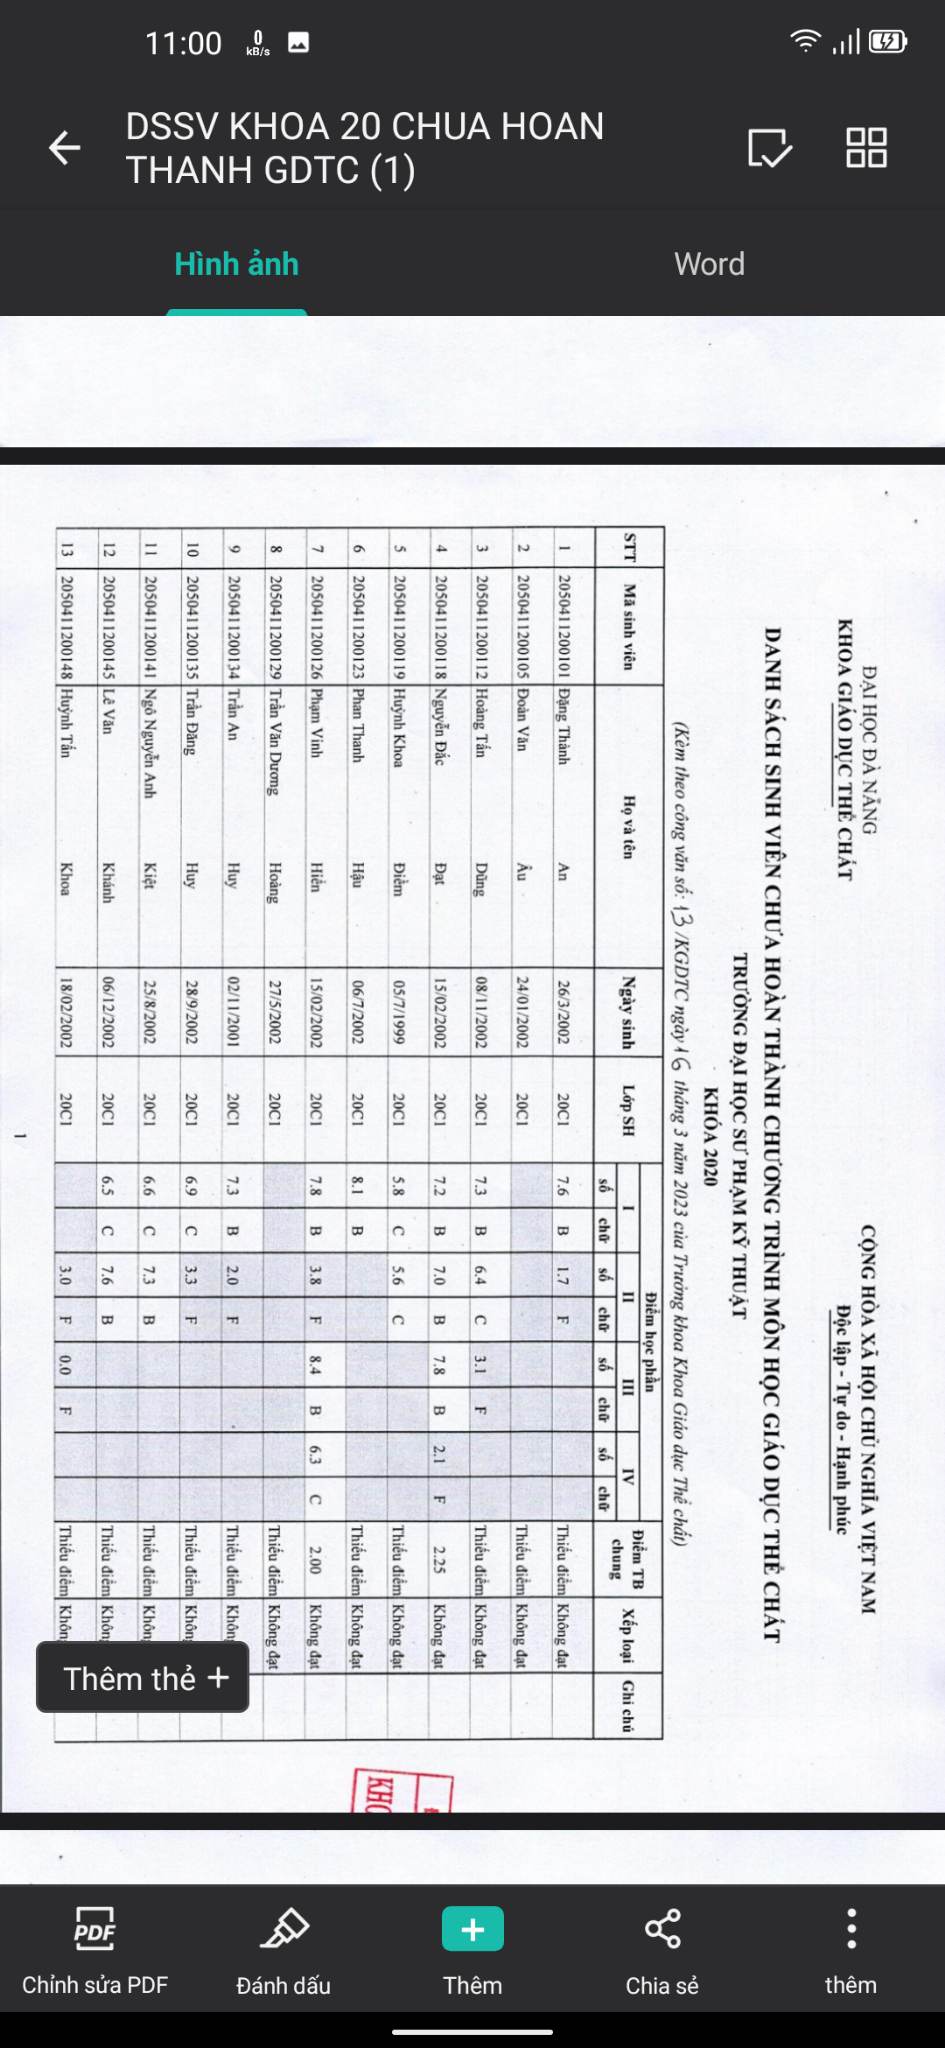 11:00
0
kB/s
DSSV KHOA 20 CHUA HOAN
THANH GDTC (1)
Hình ảnh
Word
ĐẠI HỌC ĐÀ NẴNG
KHOA GIÁO DỤC THỂ CHẤT
CỘNG HÒA XÃ HỘI CHỦ NGHĨA VIỆT NAM
Độc lập - Tự do - Hạnh phúc
DANH SÁCH SINH VIÊN CHƯA HOÀN THÀNH CHƯƠNG TRÌNH MÔN HỌC GIÁO DỤC THỂ CHẤT
TRƯỜNG ĐẠI HỌC SƯ PHẠM KỸ THUẬT
KHÓA 2020
(Kèm theo công văn số: 13 /KGDTC ngày 16 tháng 3 năm 2023 của Trưởng khoa Khoa Giáo dục Thể chất)
STT Mã sinh viên Họ và tên Ngày sinh Lớp SH Điểm học phần Điểm TB chung Xếp loại Ghi chú
I II III IV
số chữ số chữ số chữ số chữ
1 2050411200101 Đặng Thành An 26/3/2002 20C1 7.6 B 1.7 F Thiếu điểm Không đạt
2 2050411200105 Đoàn Văn Âu 24/01/2002 20C1 Thiếu điểm Không đạt
3 2050411200112 Hoàng Tấn Dũng 08/11/2002 20C1 7.3 B 6.4 C 3.1 F Thiếu điểm Không đạt
4 2050411200118 Nguyễn Đắc Đạt 15/02/2002 20C1 7.2 B 7.0 B 7.8 B 2.1 F 2.25 Không đạt
5 2050411200119 Huỳnh Khoa Điềm 05/7/1999 20C1 5.8 C 5.6 C Thiếu điểm Không đạt
6 2050411200123 Phan Thanh Hậu 06/7/2002 20C1 8.1 B Thiếu điểm Không đạt
7 2050411200126 Phạm Vinh Hiển 15/02/2002 20C1 7.8 B 3.8 F 8.4 B 6.3 C 2.00 Không đạt
8 2050411200129 Trần Văn Dương Hoàng 27/5/2002 20C1 Thiếu điểm Không đạt
9 2050411200134 Trần An Huy 02/11/2001 20C1 7.3 B 2.0 F Thiếu điểm Không
10 2050411200135 Trần Đăng Huy 28/9/2002 20C1 6.9 C 3.3 F Thiếu điểm Không
11 2050411200141 Ngô Nguyễn Anh Kiệt 25/8/2002 20C1 6.6 C 7.3 B Thiếu điểm Không
12 2050411200145 Lê Văn Khánh 06/12/2002 20C1 6.5 C 7.6 B Thiếu điểm Không
13 2050411200148 Huỳnh Tấn Khoa 18/02/2002 20C1 3.0 F 0.0 F Thiếu điểm Không
1
KHO
Thêm thẻ +
Chỉnh sửa PDF
PDF
Đánh dấu
Thêm
Chia sẻ
thêm